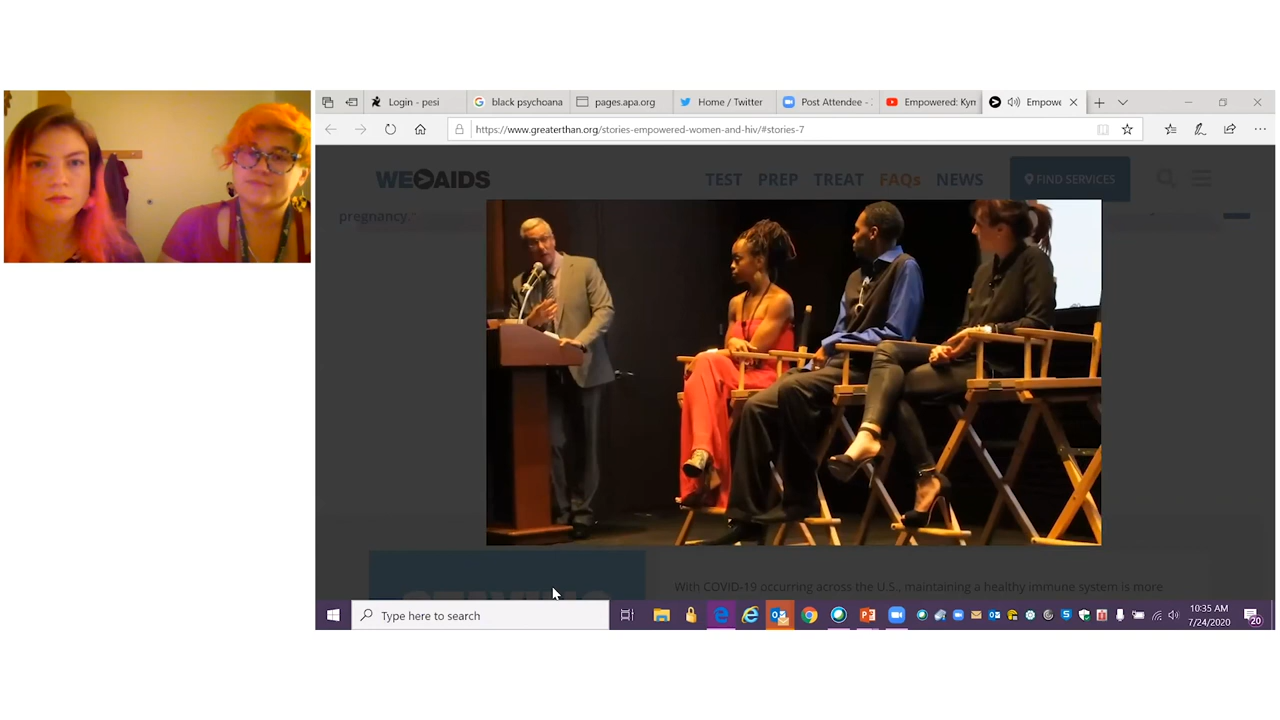 Login - pesi
black psychoana
pages.apa.org
Home / Twitter
Post Attendee -
Empowered: Kym
Empowe
https://www.greaterthan.org/stories-empowered-women-and-hiv/#stories-7
WE>AIDS
TEST PREP TREAT FAQs NEWS
FIND SERVICES
pregnancy.
With COVID-19 occurring across the U.S., maintaining a healthy immune system is more
Type here to search
10:35 AM
7/24/2020
20